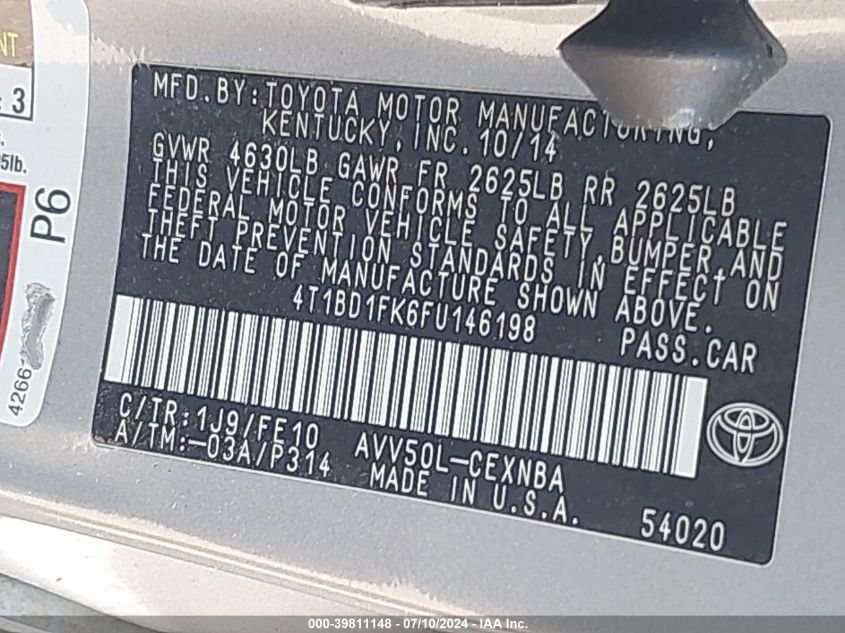 MFD.BY:TOYOTA MOTOR MANUFACTURING,
KENTUCKY, INC. 10/14
GVWR 4630LB GAWR FR 2625LB RR 2625LB
THIS VEHICLE CONFORMS TO ALL APPLICABLE
FEDERAL MOTOR VEHICLE SAFETY, BUMPER, AND
THEFT PREVENTION STANDARDS IN EFFECT ON
THE DATE OF MANUFACTURE SHOWN ABOVE.
4T1BD1FK6FU146198
PASS.CAR
C/TR:1J9/FE10
A/TM:-03A/P314
AVV50L-CEXNBA
MADE IN U.S.A.
54020
P6
4266
3
5lb.
000-39811148 - 07/10/2024 - IAA Inc.